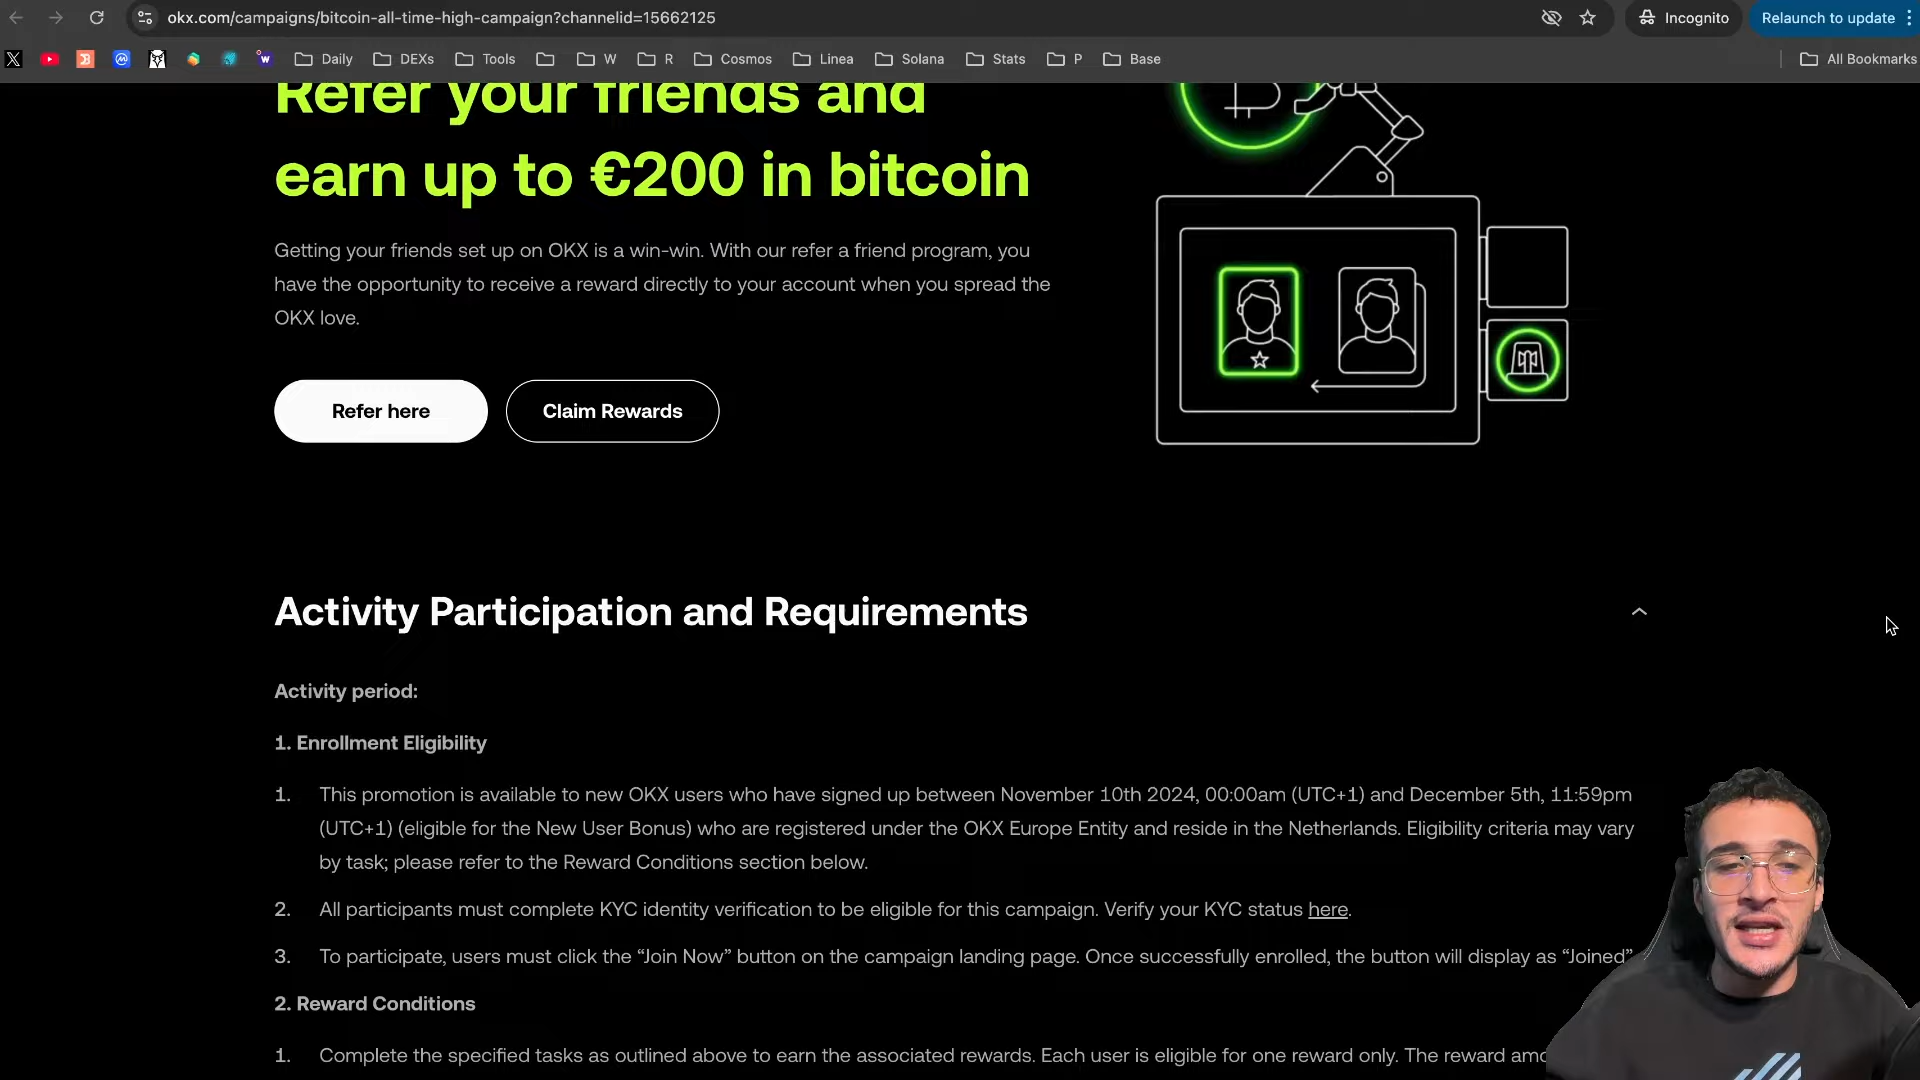 okx.com/campaigns/bitcoin-all-time-high-campaign?channelid=15662125
Incognito
Relaunch to update
Daily
DEXs
Tools
W
R
Cosmos
Linea
Solana
Stats
P
Base
All Bookmarks
Refer your friends and
earn up to €200 in bitcoin
Getting your friends set up on OKX is a win-win. With our refer a friend program, you
have the opportunity to receive a reward directly to your account when you spread the
OKX love.
Refer here
Claim Rewards
Activity Participation and Requirements
Activity period:
1. Enrollment Eligibility
1. This promotion is available to new OKX users who have signed up between November 10th 2024, 00:00am (UTC+1) and December 5th, 11:59pm
(UTC+1) (eligible for the New User Bonus) who are registered under the OKX Europe Entity and reside in the Netherlands. Eligibility criteria may vary
by task; please refer to the Reward Conditions section below.
2. All participants must complete KYC identity verification to be eligible for this campaign. Verify your KYC status here.
3. To participate, users must click the “Join Now” button on the campaign landing page. Once successfully enrolled, the button will display as “Joined”
2. Reward Conditions
1. Complete the specified tasks as outlined above to earn the associated rewards. Each user is eligible for one reward only. The reward